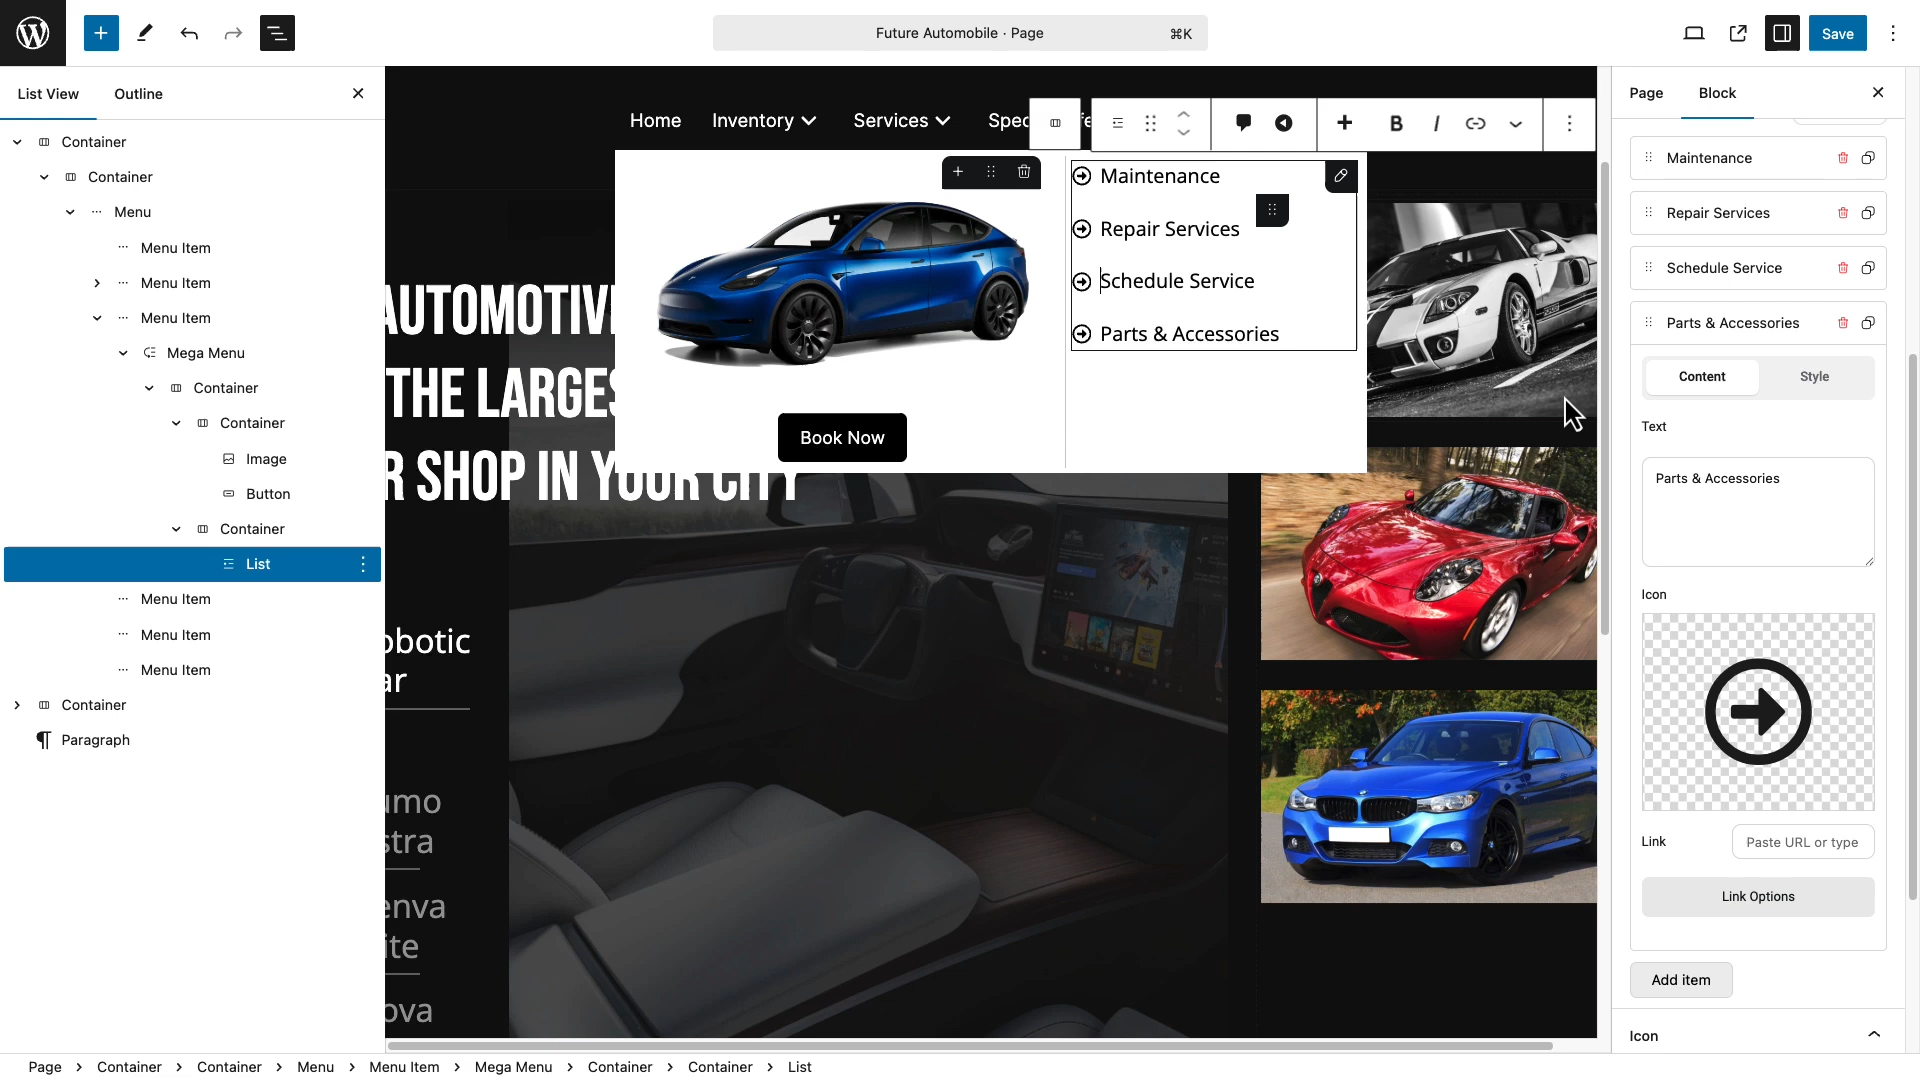 Future Automobile · Page
⌘K
Save
List View
Outline
Container
Container
Menu
Menu Item
Menu Item
Menu Item
Mega Menu
Container
Container
Image
Button
Container
List
Menu Item
Menu Item
Menu Item
Container
Paragraph
Home
Inventory
Services
Spec
fe
B
I
Maintenance
Repair Services
Schedule Service
Parts & Accessories
Book Now
AUTOMOTIV
THE LARGES
R SHOP IN YOUR CITY
obotic
ar
umo
stra
enva
ite
ova
Page
Block
Maintenance
Repair Services
Schedule Service
Parts & Accessories
Content
Style
Text
Parts & Accessories
Icon
Link
Paste URL or type
Link Options
Add item
Icon
Page
Container
Container
Menu
Menu Item
Mega Menu
Container
Container
List